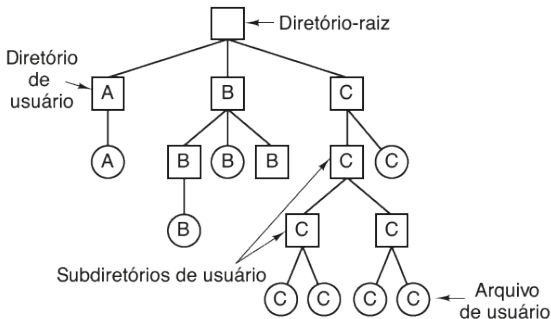 Diretório-raiz
Diretório
de
usuário
A
B
C
A
B
B
B
C
C
B
C
C
Subdiretórios de usuário
C
C
C
C
Arquivo
de usuário